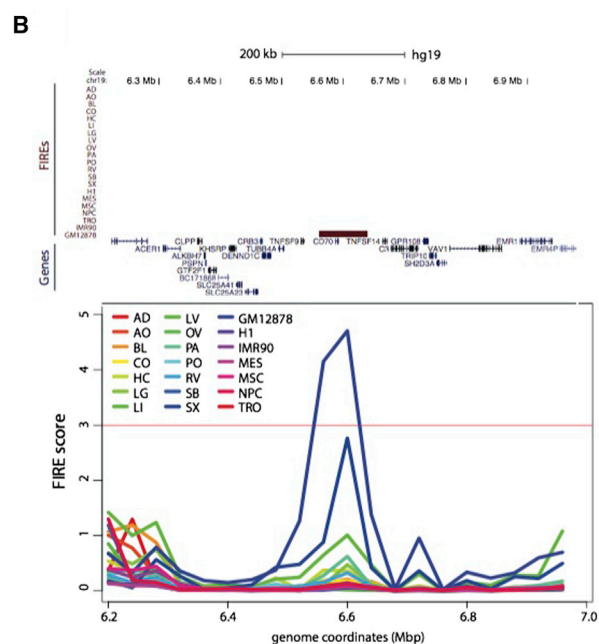 B
200 kb hg19
Scale
chr19: 6.3 Mb 6.4 Mb 6.5 Mb 6.6 Mb 6.7 Mb 6.8 Mb 6.9 Mb
FIREs
AD
AO
BL
CO
HC
LI
LG
LV
OV
PA
PO
RV
SB
SX
H1
MES
MSC
NPC
TRO
IMR90
GM12878
Genes
CLPP CRB3 TNFSF9 CD70 TNFSF14 GPR108 EMR1
ACER1 KHSRP TUBB4A C3 VAV1 EMR4P
ALKBH7 DENND1C TRIP10
PSPN SH2D3A
GTF2F1
BC171868
SLC25A41
SLC25A23
FIRE score
5
4
3
2
1
0
AD LV GM12878
AO OV H1
BL PA IMR90
CO PO MES
HC RV MSC
LG SB NPC
LI SX TRO
6.2 6.4 6.6 6.8 7.0
genome coordinates (Mbp)